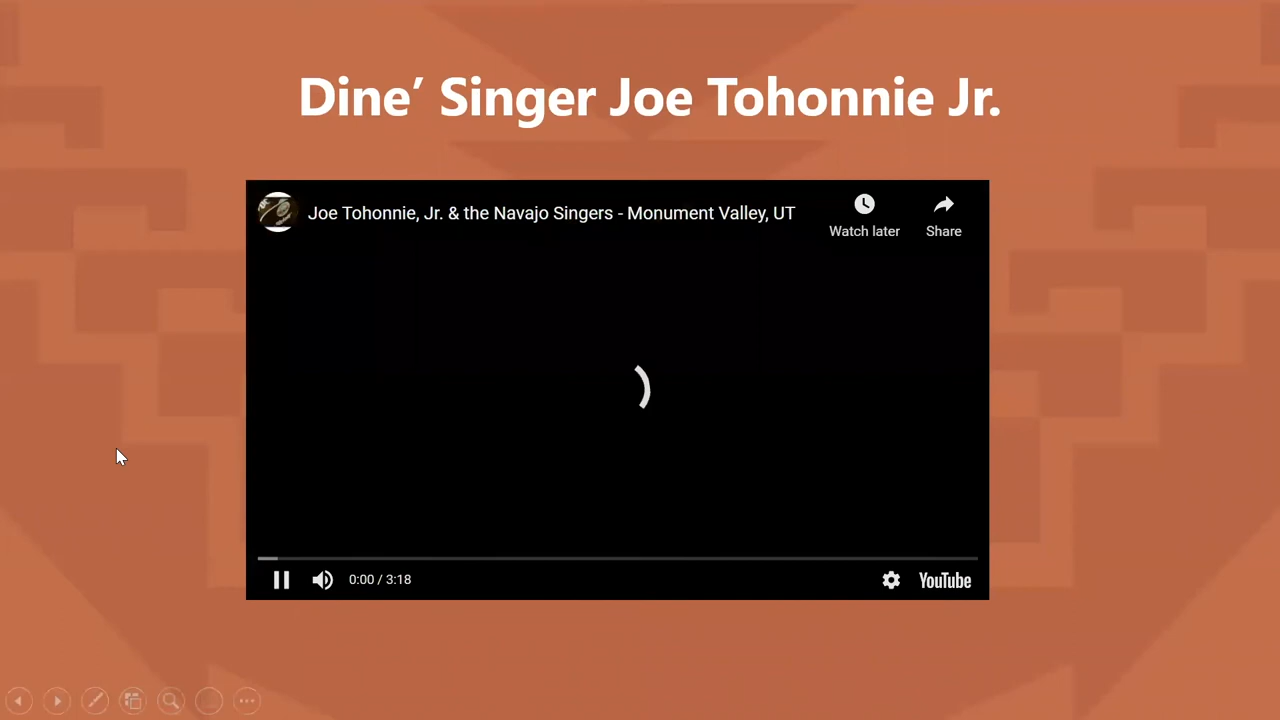 Dine’ Singer Joe Tohonnie Jr.
Joe Tohonnie, Jr. & the Navajo Singers - Monument Valley, UT
Watch later
Share
0:00 / 3:18
YouTube